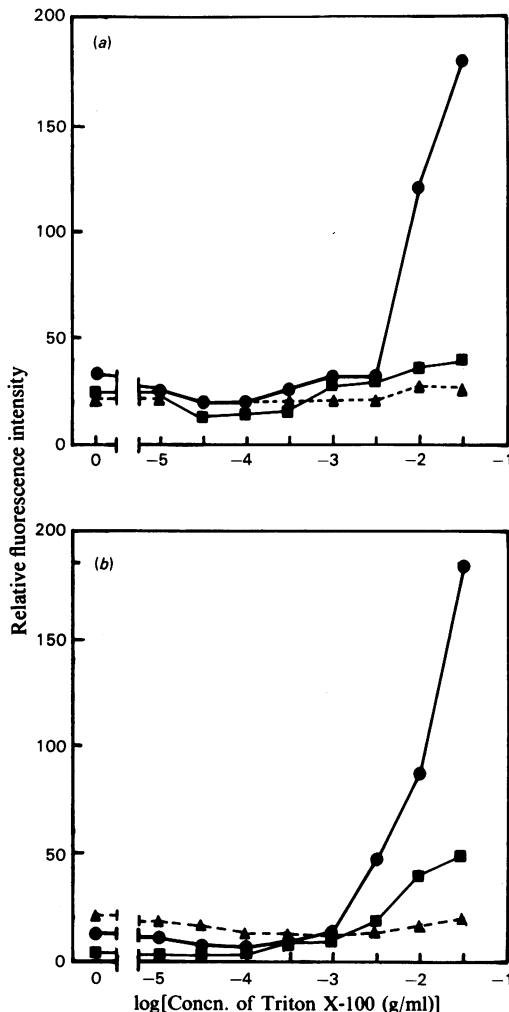 Relative fluorescence intensity
(a)
200
150
100
50
0
0 −5 −4 −3 −2 −1
(b)
200
150
100
50
0
0 −5 −4 −3 −2 −1
log[Concn. of Triton X-100 (g/ml)]